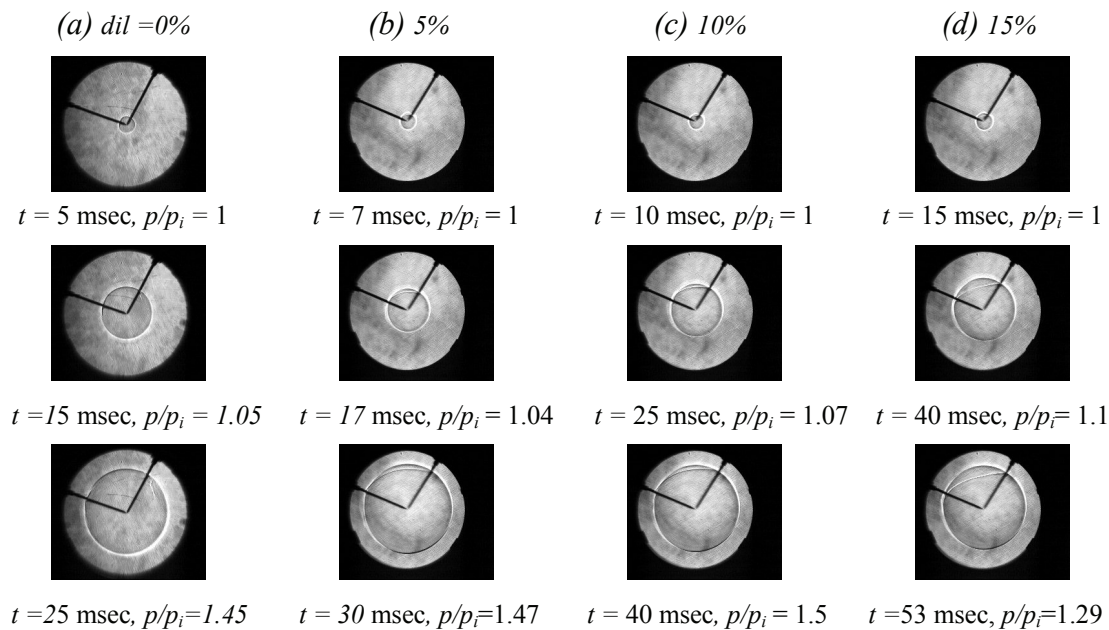 (a) dil =0% (b) 5% (c) 10% (d) 15%
t = 5 msec, p/pi = 1 t = 7 msec, p/pi = 1 t = 10 msec, p/pi = 1 t = 15 msec, p/pi = 1
t =15 msec, p/pi = 1.05 t = 17 msec, p/pi = 1.04 t = 25 msec, p/pi = 1.07 t = 40 msec, p/pi = 1.1
t =25 msec, p/pi=1.45 t = 30 msec, p/pi=1.47 t = 40 msec, p/pi = 1.5 t =53 msec, p/pi=1.29